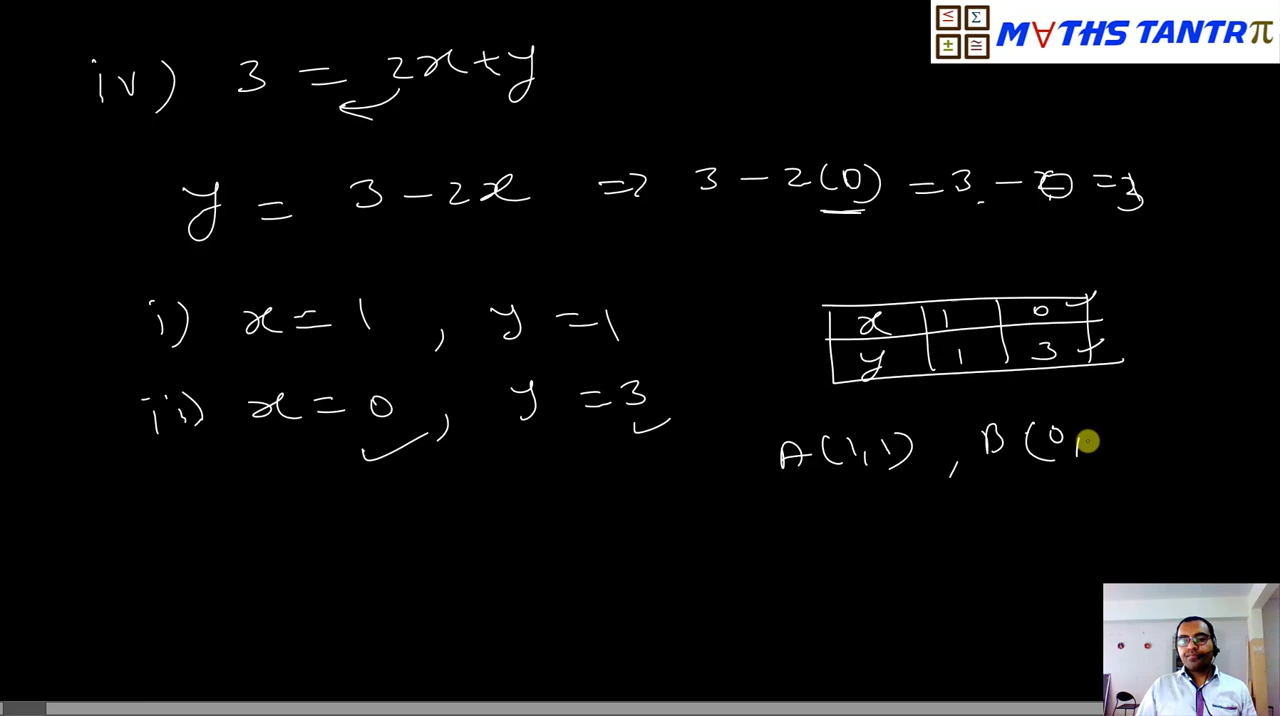 ≤ Σ ± ≅ M∀THS TANTRπ
iv) 3 = 2x+y
y = 3 - 2x => 3 - 2(0) = 3 - 0 = 3
i) x = 1, y = 1
ii) x = 0, y = 3
x 1 0
y 1 3
A(1,1), B(0,